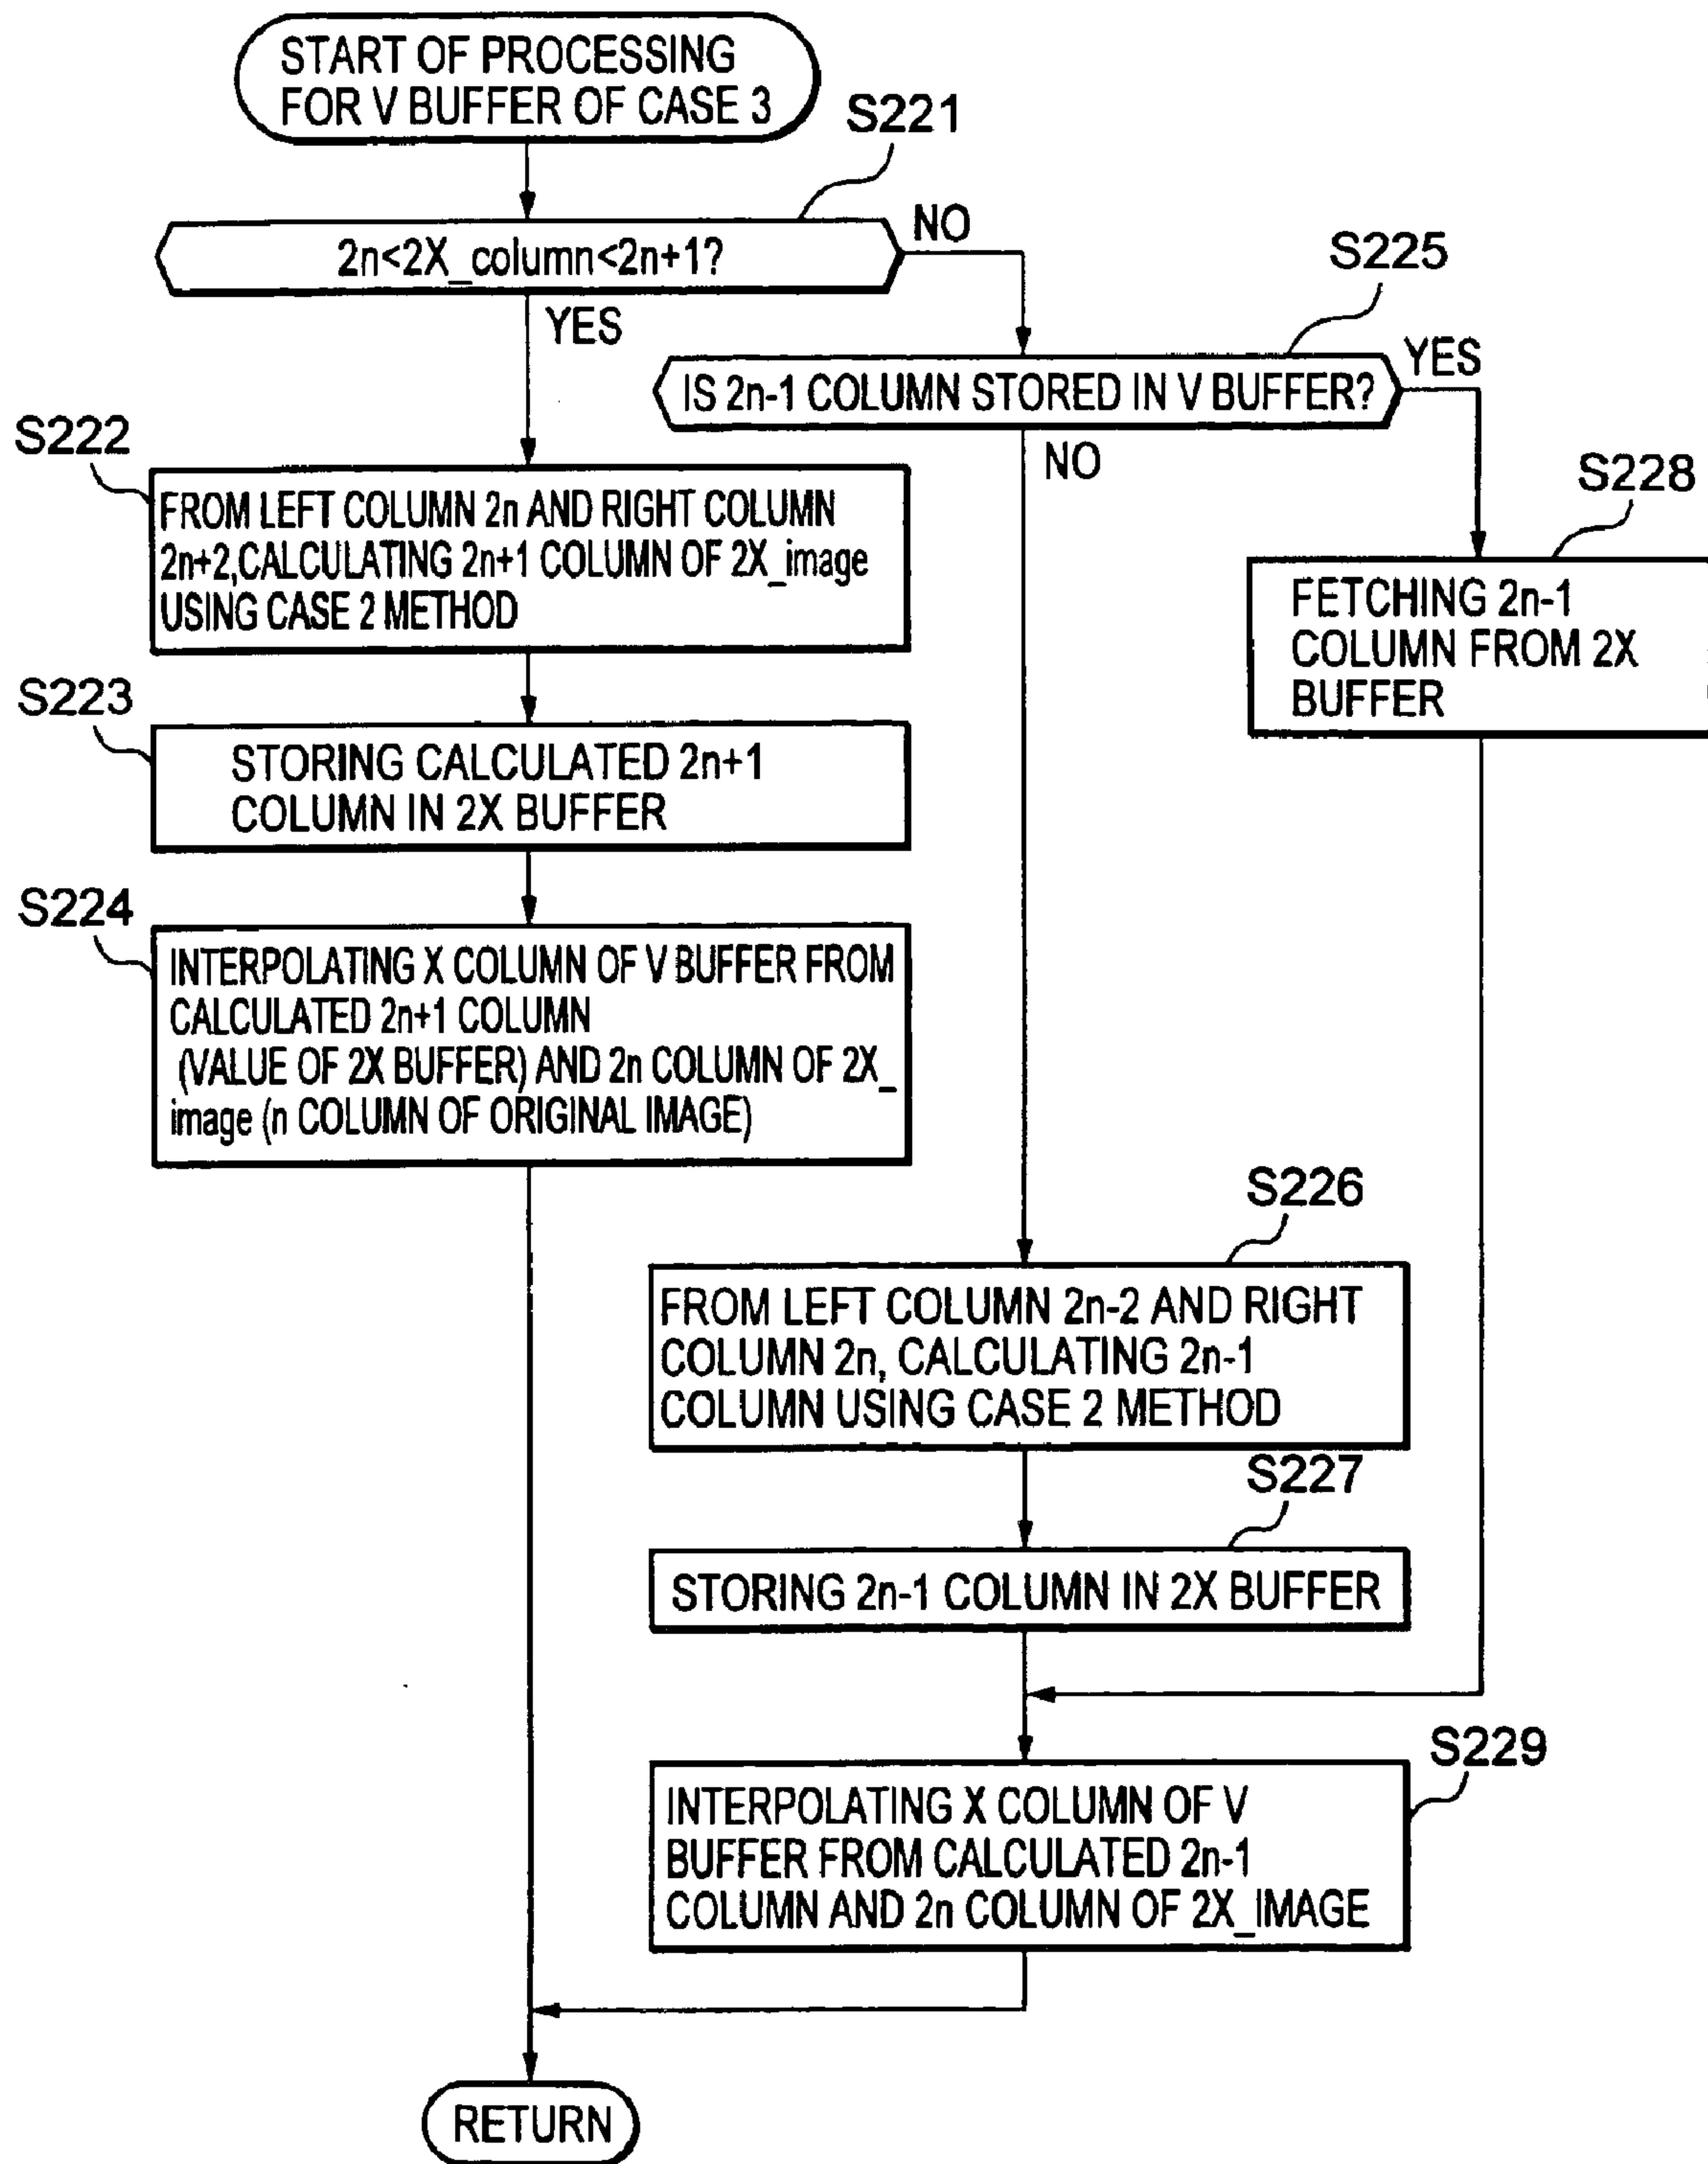 START OF PROCESSING
FOR V BUFFER OF CASE 3
S221
2n<2X_column<2n+1?
NO
YES
S225
IS 2n-1 COLUMN STORED IN V BUFFER?
YES
NO
S222
FROM LEFT COLUMN 2n AND RIGHT COLUMN
2n+2,CALCULATING 2n+1 COLUMN OF 2X_image
USING CASE 2 METHOD
S228
FETCHING 2n-1
COLUMN FROM 2X
BUFFER
S223
STORING CALCULATED 2n+1
COLUMN IN 2X BUFFER
S224
INTERPOLATING X COLUMN OF V BUFFER FROM
CALCULATED 2n+1 COLUMN
(VALUE OF 2X BUFFER) AND 2n COLUMN OF 2X_
image (n COLUMN OF ORIGINAL IMAGE)
S226
FROM LEFT COLUMN 2n-2 AND RIGHT
COLUMN 2n, CALCULATING 2n-1
COLUMN USING CASE 2 METHOD
S227
STORING 2n-1 COLUMN IN 2X BUFFER
S229
INTERPOLATING X COLUMN OF V
BUFFER FROM CALCULATED 2n-1
COLUMN AND 2n COLUMN OF 2X_IMAGE
RETURN